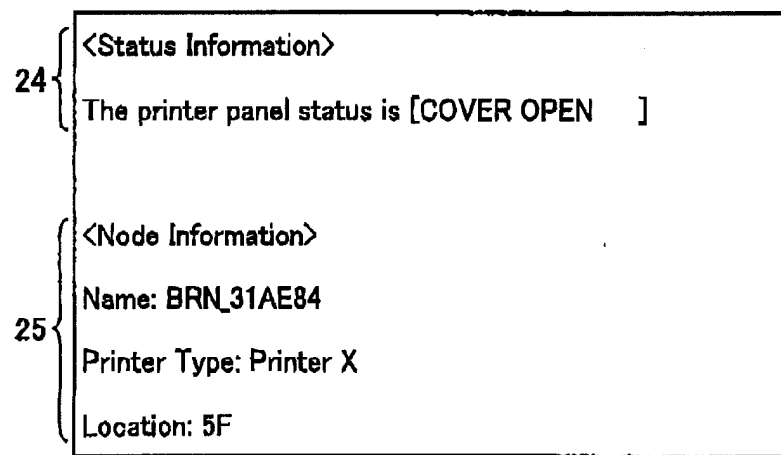 24
<Status Information>
The printer panel status is [COVER OPEN     ]
25
<Node Information>
Name: BRN_31AE84
Printer Type: Printer X
Location: 5F